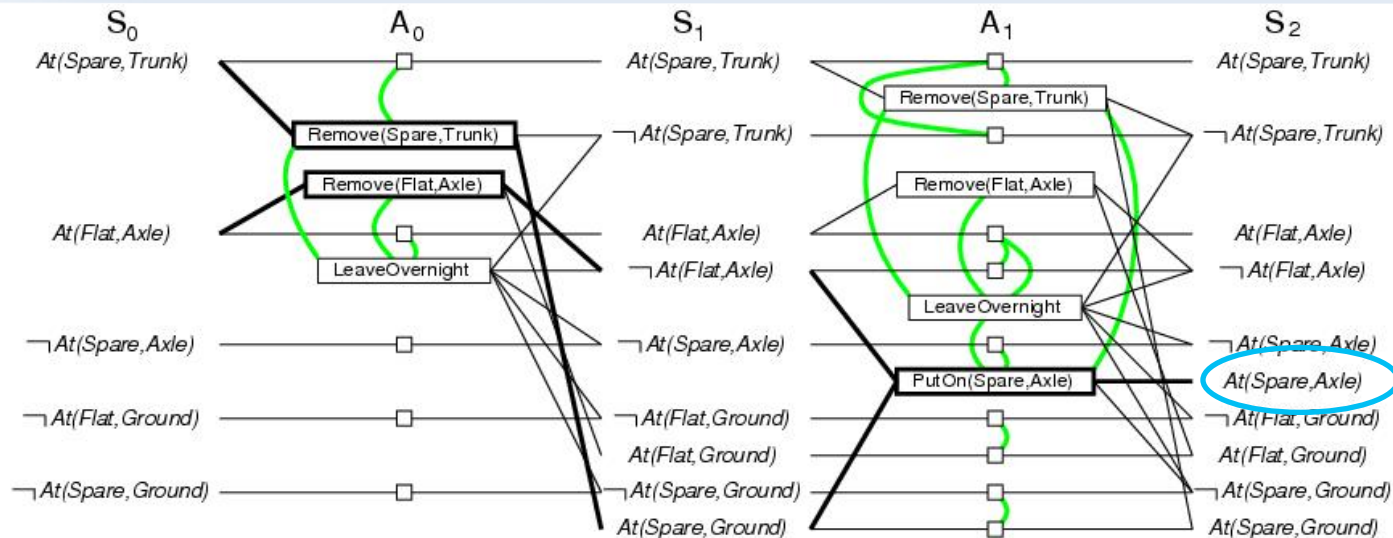 S0 A0 S1 A1 S2
At(Spare,Trunk) At(Spare,Trunk) At(Spare,Trunk)
Remove(Spare,Trunk)
Remove(Spare,Trunk) ¬At(Spare,Trunk) ¬At(Spare,Trunk)
Remove(Flat,Axle) Remove(Flat,Axle)
At(Flat,Axle) At(Flat,Axle) At(Flat,Axle)
LeaveOvernight ¬At(Flat,Axle) ¬At(Flat,Axle)
LeaveOvernight
¬At(Spare,Axle) ¬At(Spare,Axle) ¬At(Spare,Axle)
PutOn(Spare,Axle) At(Spare,Axle)
¬At(Flat,Ground) ¬At(Flat,Ground) ¬At(Flat,Ground)
At(Flat,Ground) At(Flat,Ground)
¬At(Spare,Ground) ¬At(Spare,Ground) ¬At(Spare,Ground)
At(Spare,Ground) At(Spare,Ground)